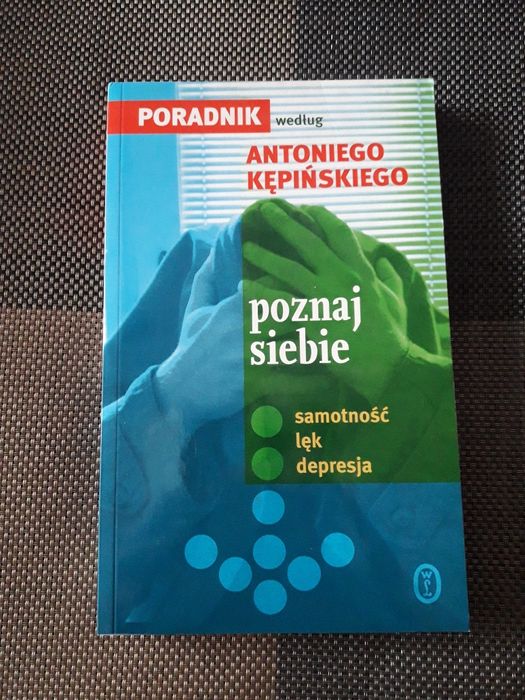 PORADNIK według
ANTONIEGO
KĘPIŃSKIEGO
poznaj
siebie
samotność
lęk
depresja